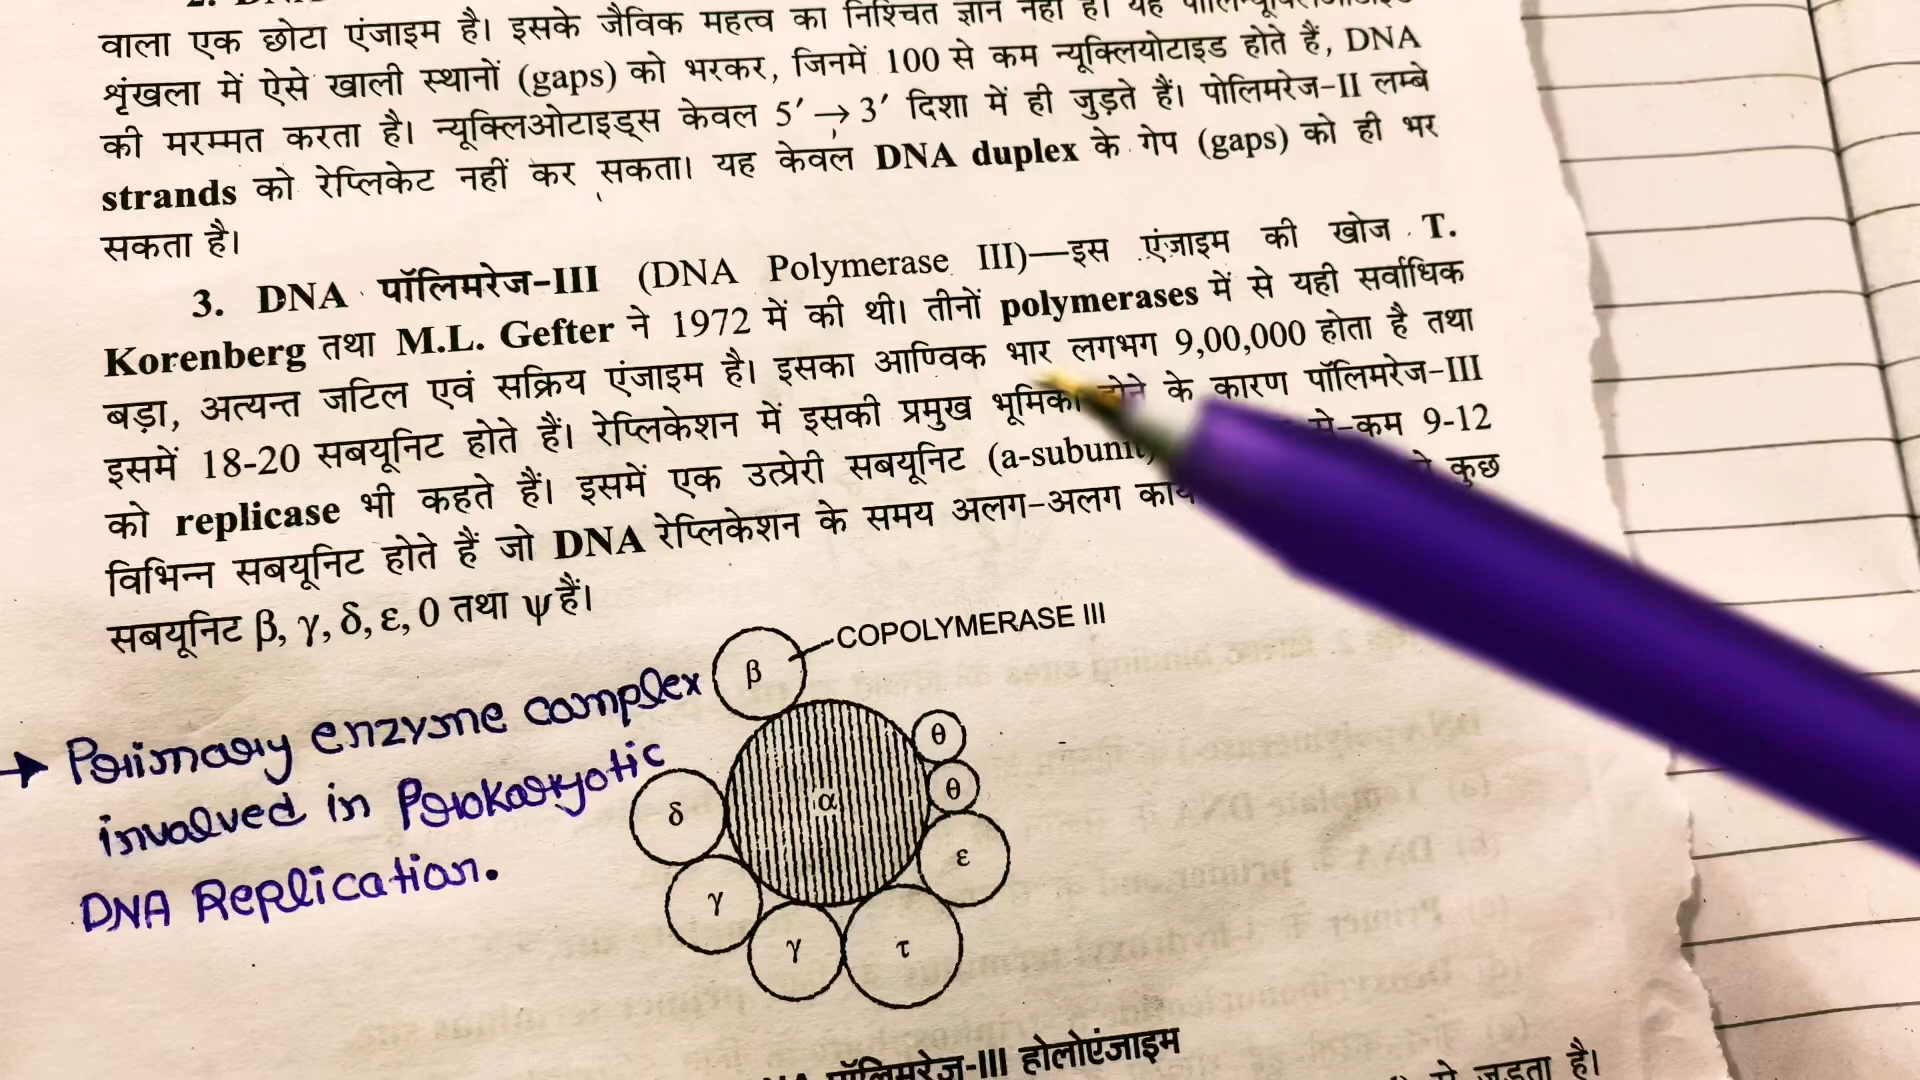 2. DNA
वाला एक छोटा एंजाइम है। इसके जैविक महत्व का निश्चित ज्ञान नहीं है। यह
शृंखला में ऐसे खाली स्थानों (gaps) को भरकर, जिनमें 100 से कम न्यूक्लियोटाइड होते हैं, DNA
की मरम्मत करता है। न्यूक्लिओटाइड्स केवल 5′ → 3′ दिशा में ही जुड़ते हैं। पोलिमरेज-II लम्बे
strands को रेप्लिकेट नहीं कर सकता। यह केवल DNA duplex के गेप (gaps) को ही भर
सकता है।
3. DNA पॉलिमरेज-III (DNA Polymerase III)—इस एंजाइम की खोज T.
Korenberg तथा M.L. Gefter ने 1972 में की थी। तीनों polymerases में से यही सर्वाधिक
बड़ा, अत्यन्त जटिल एवं सक्रिय एंजाइम है। इसका आण्विक भार लगभग 9,00,000 होता है तथा
इसमें 18-20 सबयूनिट होते हैं। रेप्लिकेशन में इसकी प्रमुख भूमिका होने के कारण पॉलिमरेज-III
को replicase भी कहते हैं। इसमें एक उत्प्रेरी सबयूनिट (a-subunit) से-कम 9-12
विभिन्न सबयूनिट होते हैं जो DNA रेप्लिकेशन के समय अलग-अलग कार्य कुछ
सबयूनिट β, γ, δ, ε, 0 तथा ψ हैं।
COPOLYMERASE III
β
→ Primary enzyme complex
involved in Prokaryotic
DNA Replication.
θ
θ
α
δ
ε
γ
γ
τ
पॉलिमरेज-III होलोएंजाइम
से जुड़ता है।